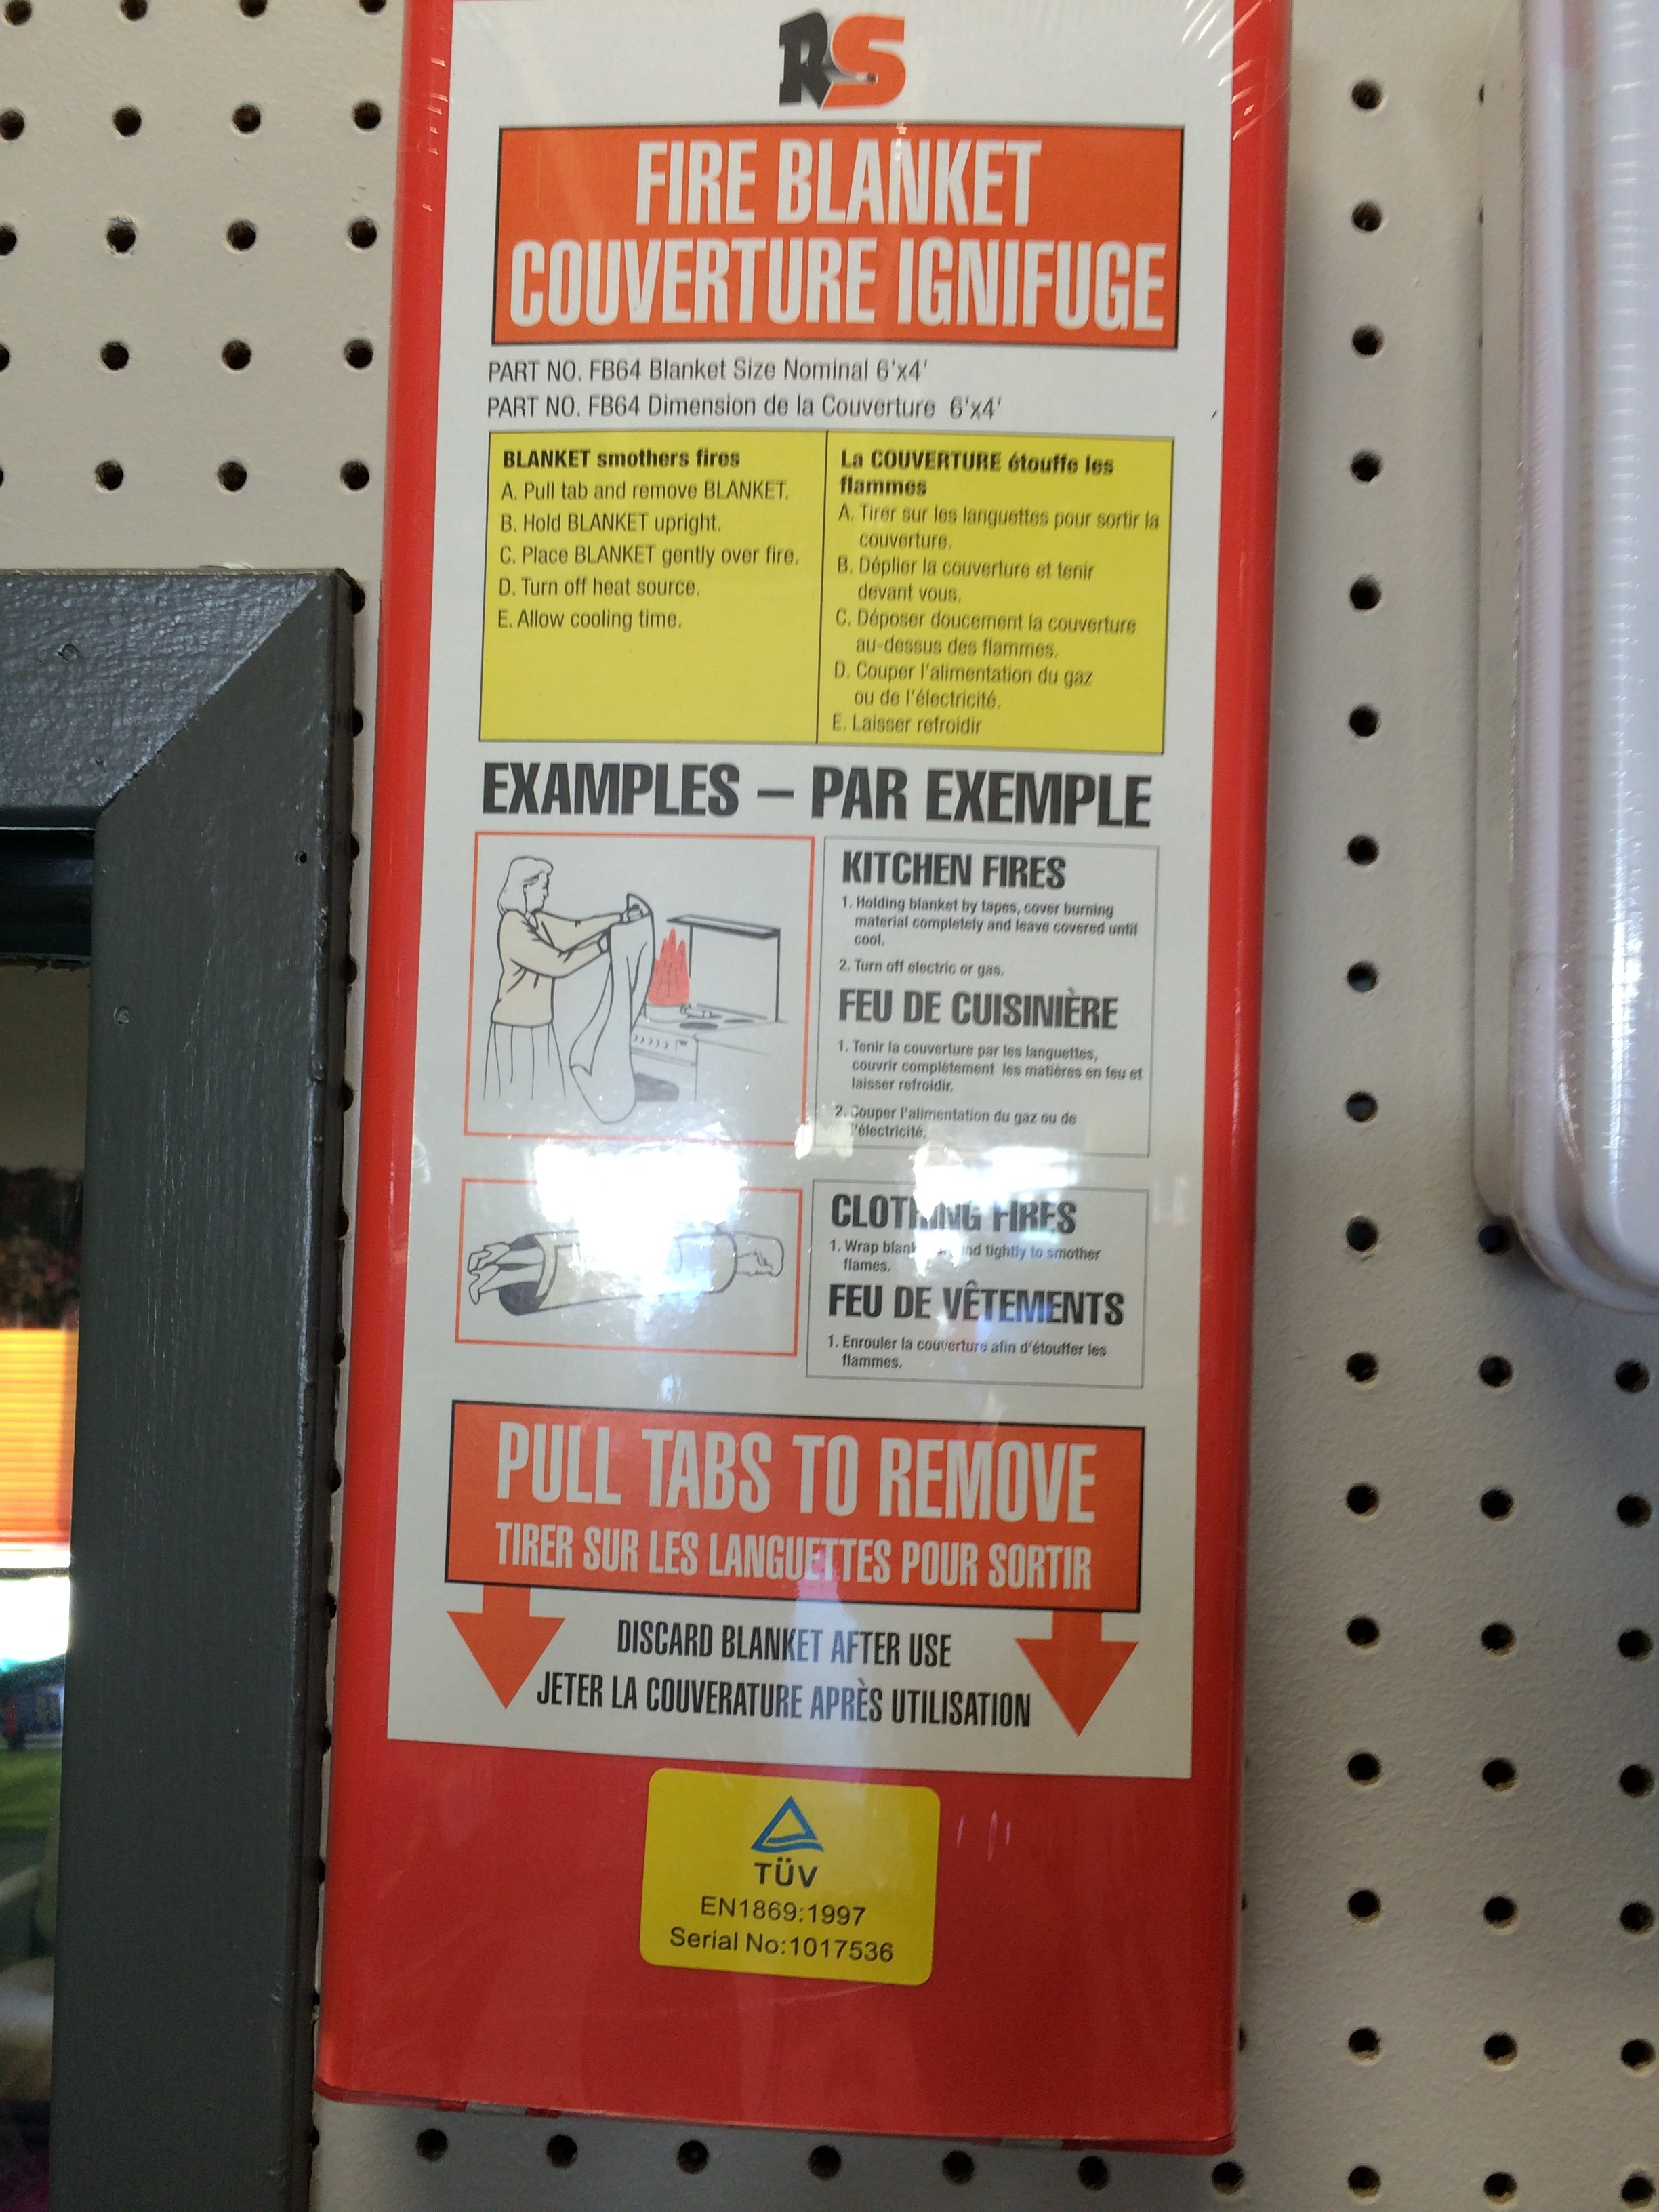 RS
FIRE BLANKET
COUVERTURE IGNIFUGE
PART NO. FB64 Blanket Size Nominal 6'x4'
PART NO. FB64 Dimension de la Couverture 6'x4'
BLANKET smothers fires
A. Pull tab and remove BLANKET.
B. Hold BLANKET upright.
C. Place BLANKET gently over fire.
D. Turn off heat source.
E. Allow cooling time.
La COUVERTURE étouffe les
flammes
A. Tirer sur les languettes pour sortir la
couverture.
B. Déplier la couverture et tenir
devant vous.
C. Déposer doucement la couverture
au-dessus des flammes.
D. Couper l'alimentation du gaz
ou de l'électricité.
E. Laisser refroidir
EXAMPLES – PAR EXEMPLE
KITCHEN FIRES
1. Holding blanket by tapes, cover burning
material completely and leave covered until
cool.
2. Turn off electric or gas.
FEU DE CUISINIÈRE
1. Tenir la couverture par les languettes,
couvrir complètement les matières en feu et
laisser refroidir.
2. Couper l'alimentation du gaz ou de
l'électricité.
CLOTHING FIRES
1. Wrap tightly to smother
flames.
FEU DE VÊTEMENTS
1. Enrouler la couverture afin d'étouffer les
flammes.
PULL TABS TO REMOVE
TIRER SUR LES LANGUETTES POUR SORTIR
DISCARD BLANKET AFTER USE
JETER LA COUVERATURE APRÈS UTILISATION
TÜV
EN1869:1997
Serial No:1017536